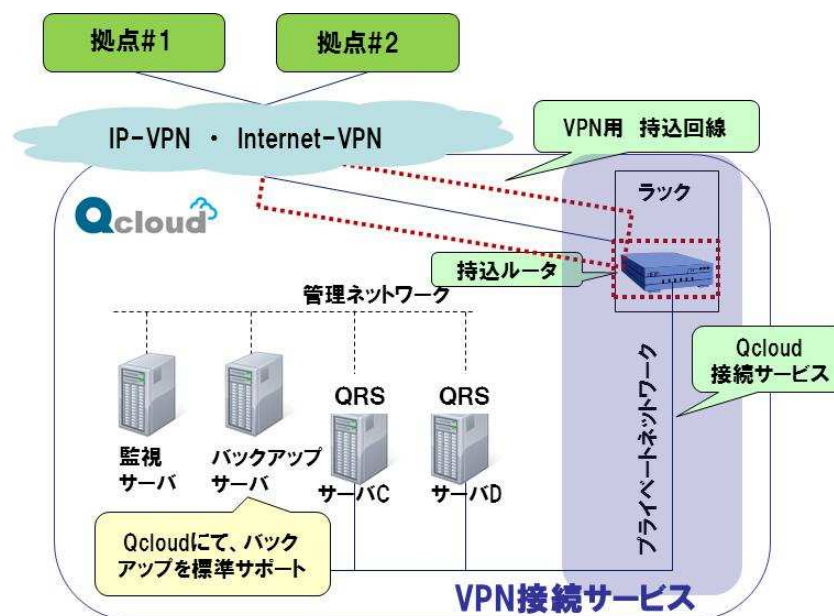 拠点#1
拠点#2
IP-VPN ・ Internet-VPN
VPN用 持込回線
ラック
Qcloud
持込ルータ
管理ネットワーク
Qcloud
接続サービス
プライベートネットワーク
QRS
QRS
監視
サーバ
バックアップ
サーバ
サーバC
サーバD
Qcloudにて、バック
アップを標準サポート
VPN接続サービス